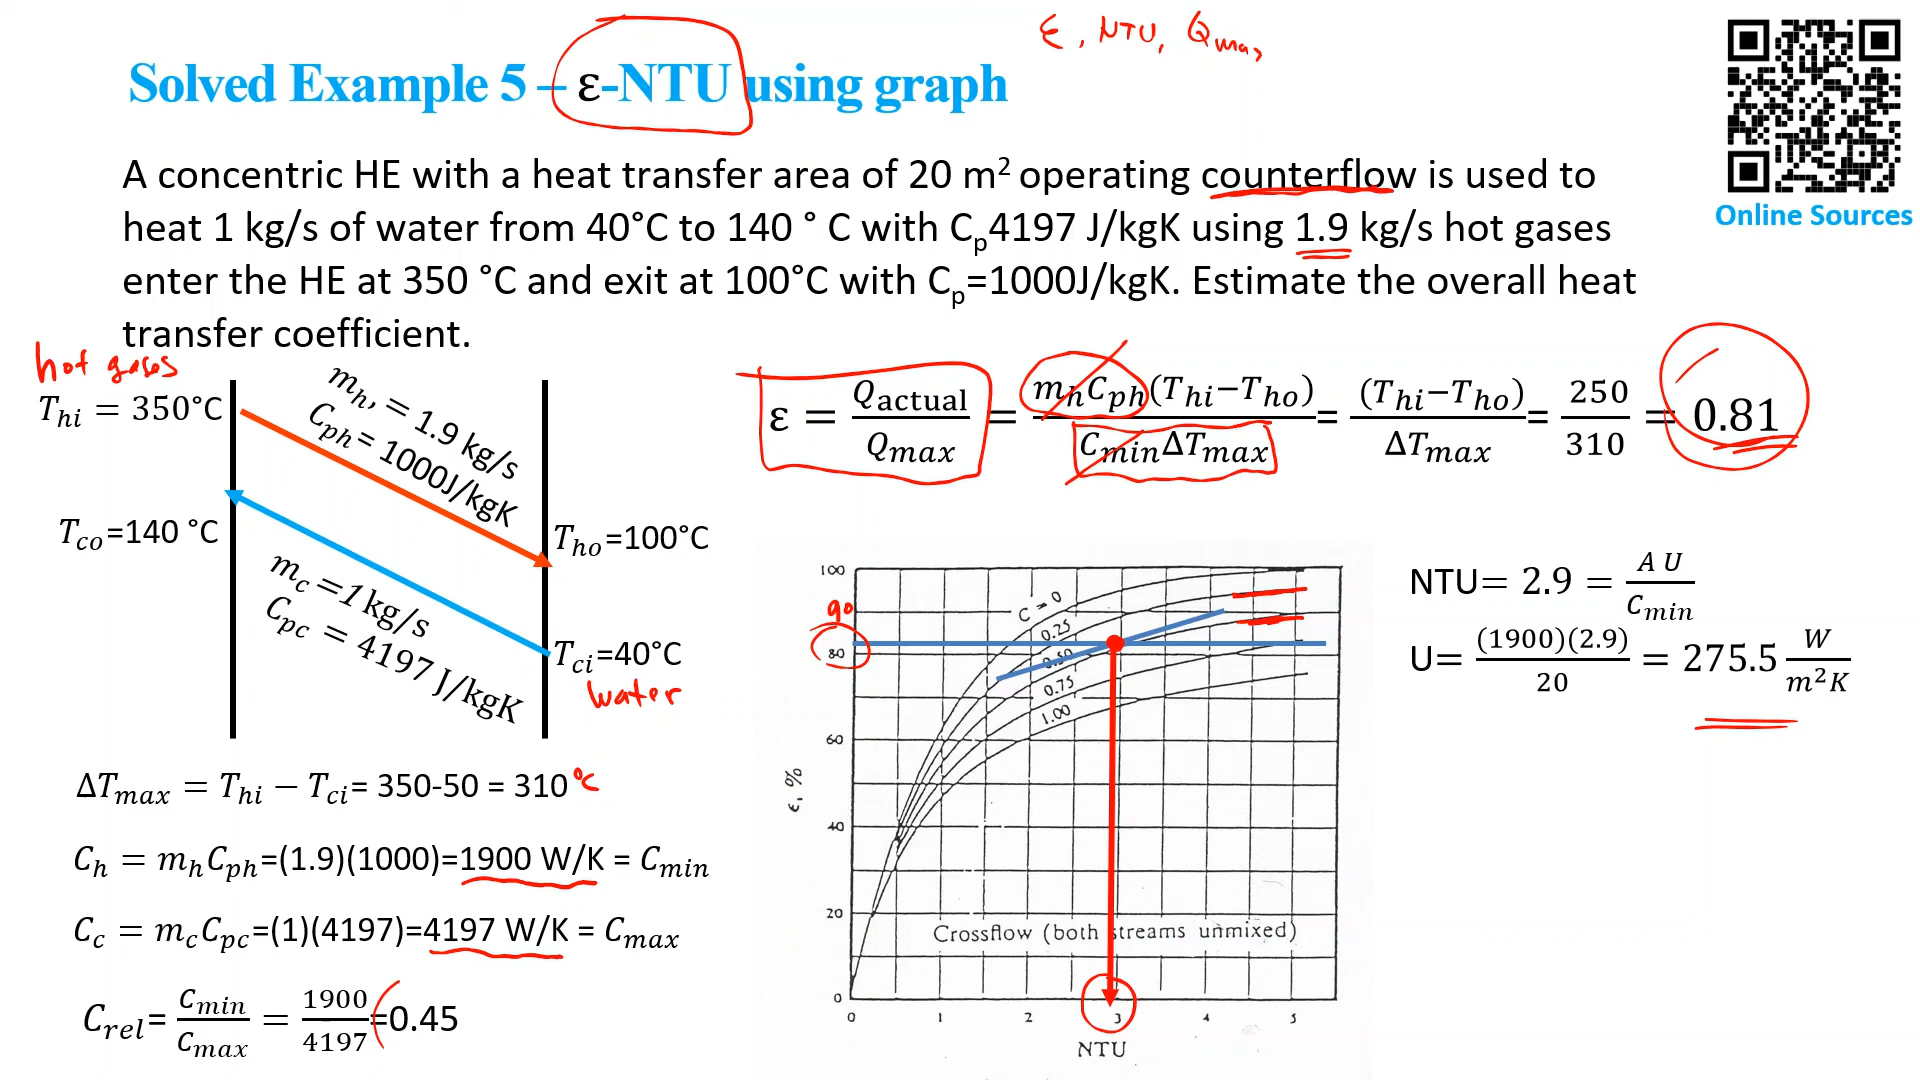 ε, NTU, Qmax
Solved Example 5 – ε-NTU using graph
Online Sources
A concentric HE with a heat transfer area of 20 m² operating counterflow is used to
heat 1 kg/s of water from 40°C to 140 ° C with Cp4197 J/kgK using 1.9 kg/s hot gases
enter the HE at 350 °C and exit at 100°C with Cp=1000J/kgK. Estimate the overall heat
transfer coefficient.
hot gases
Thi = 350°C
mh, = 1.9 kg/s
Cph = 1000J/kgK
Tco=140 °C
Tho=100°C
mc =1 kg/s
Cpc = 4197 J/kgK
Tci=40°C
water
ΔTmax = Thi − Tci= 350-50 = 310 °C
Ch = mhCph=(1.9)(1000)=1900 W/K = Cmin
Cc = mcCpc=(1)(4197)=4197 W/K = Cmax
Crel= Cmin/Cmax = 1900/4197 =0.45
ε = Qactual/Qmax = mhCph(Thi−Tho)/CminΔTmax = (Thi−Tho)/ΔTmax = 250/310 = 0.81
100
90
80
60
40
20
0
ε, %
C = 0
0.25
0.50
0.75
1.00
Crossflow (both streams unmixed)
0 1 2 3 4 5
NTU
NTU= 2.9 = A U/Cmin
U= (1900)(2.9)/20 = 275.5 W/m²K